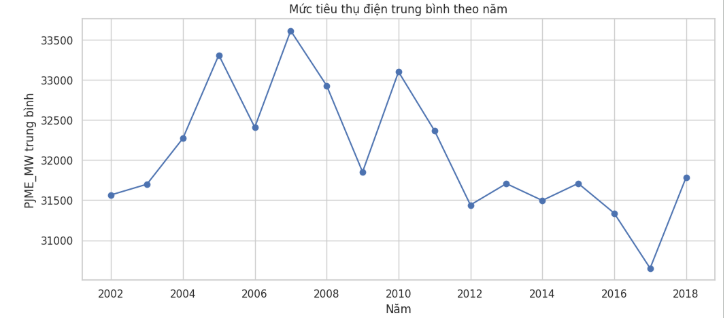 Mức tiêu thụ điện trung bình theo năm
PJME_MW trung bình
33500
33000
32500
32000
31500
31000
2002 2004 2006 2008 2010 2012 2014 2016 2018
Năm